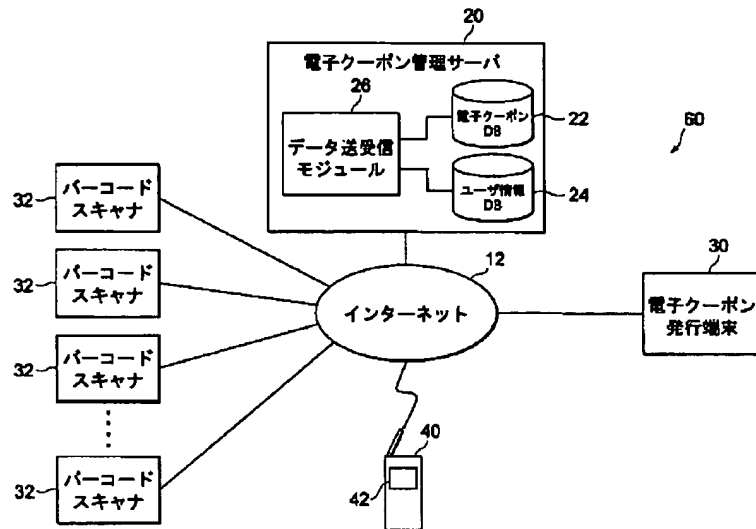 20
電子クーポン管理サーバ
26
電子クーポン
DB
22
データ送受信
モジュール
ユーザ情報
DB
24
60
32
バーコード
スキャナ
32
バーコード
スキャナ
32
バーコード
スキャナ
32
バーコード
スキャナ
12
インターネット
30
電子クーポン
発行端末
40
42